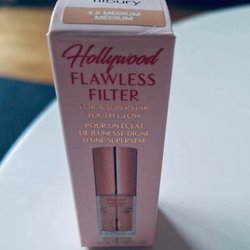 Tilbury
4.5 MEDIUM
MEDIUM
Hollywood
FLAWLESS
FILTER
FOR A SUPERSTAR
YOUTH GLOW
POUR UN ÉCLAT
DE JEUNESSE DIGNE
D'UNE SUPERSTAR
Hollywood